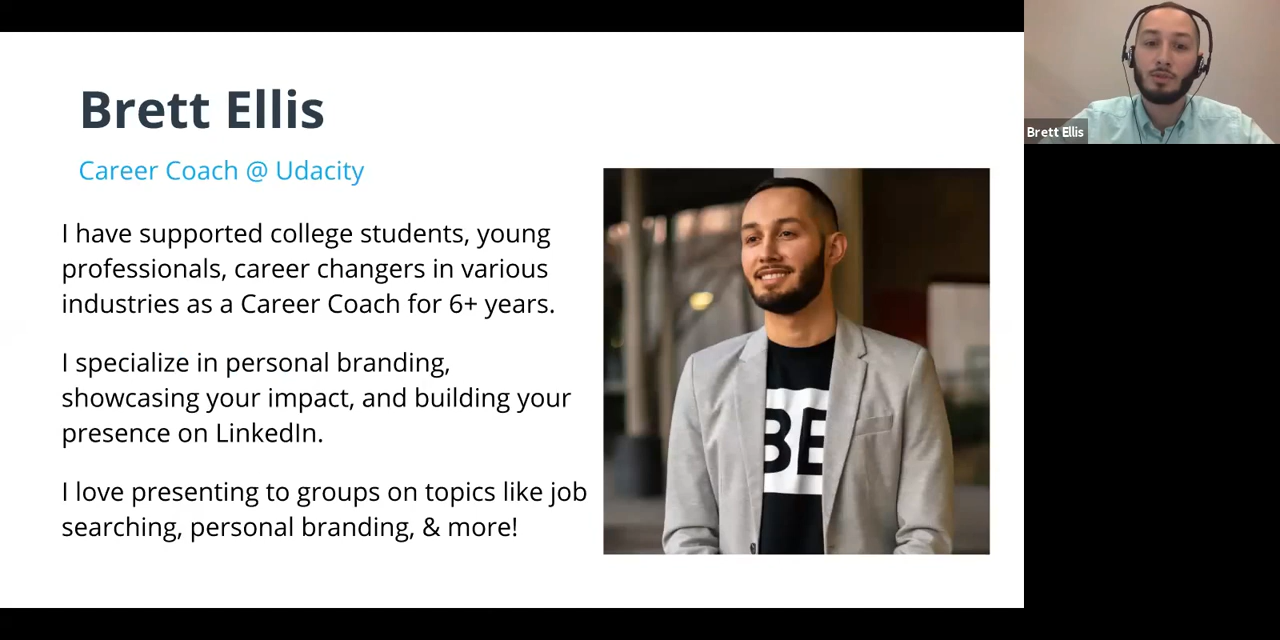 Brett Ellis
Career Coach @ Udacity
I have supported college students, young
professionals, career changers in various
industries as a Career Coach for 6+ years.
I specialize in personal branding,
showcasing your impact, and building your
presence on LinkedIn.
I love presenting to groups on topics like job
searching, personal branding, & more!
BE
Brett Ellis